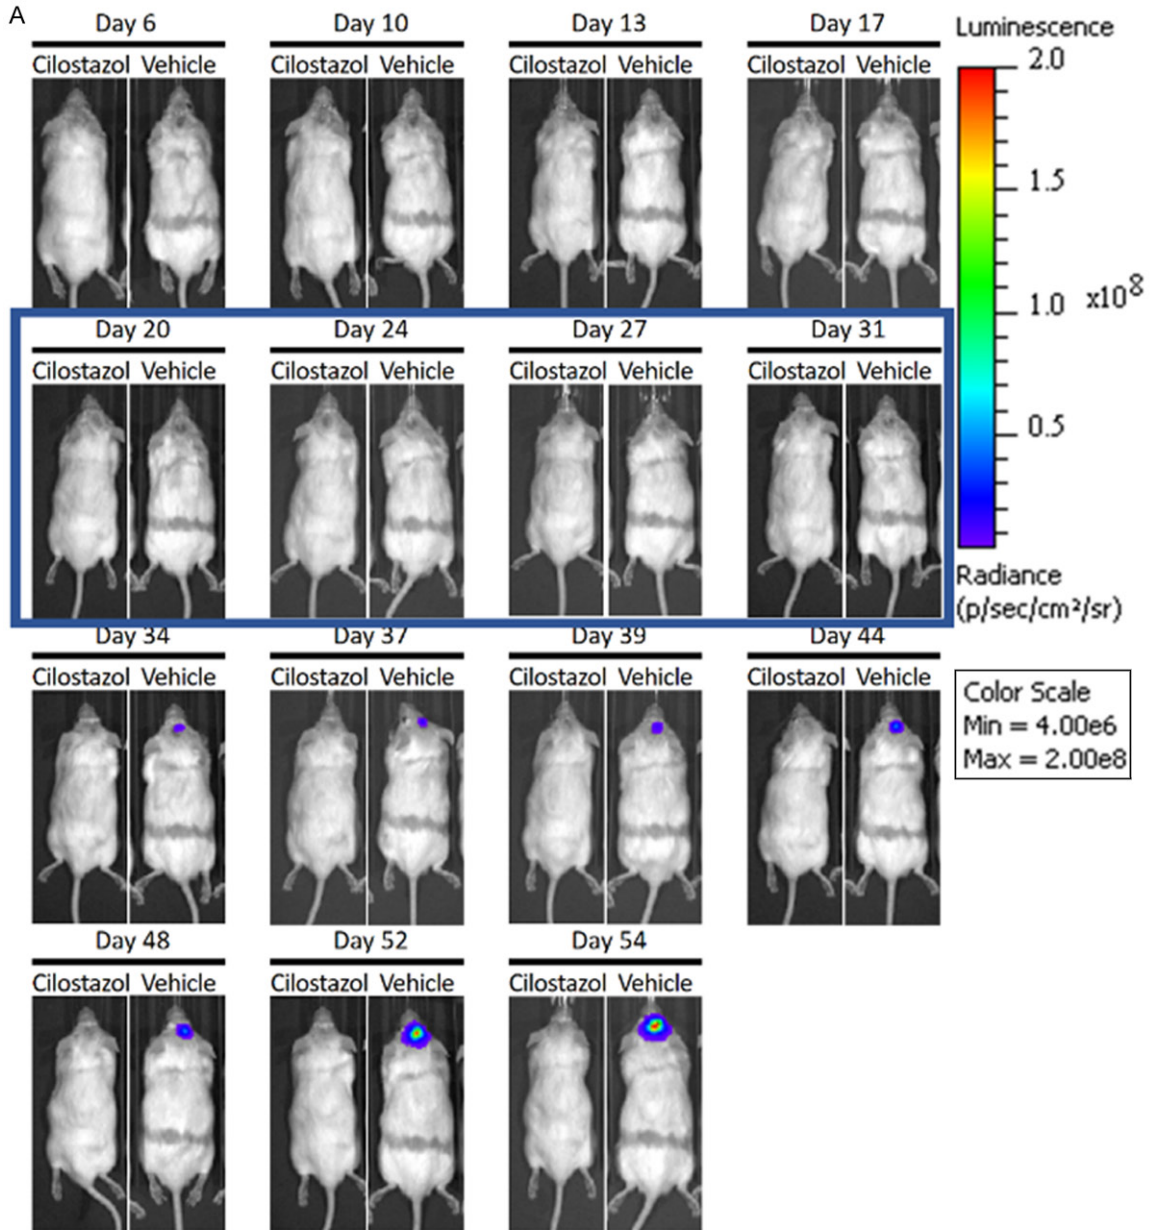 A
Day 6 Day 10 Day 13 Day 17
Cilostazol Vehicle Cilostazol Vehicle Cilostazol Vehicle Cilostazol Vehicle
Luminescence
2.0
1.5
1.0 x10⁸
0.5
Radiance
(p/sec/cm²/sr)
Day 20 Day 24 Day 27 Day 31
Cilostazol Vehicle Cilostazol Vehicle Cilostazol Vehicle Cilostazol Vehicle
Day 34 Day 37 Day 39 Day 44
Cilostazol Vehicle Cilostazol Vehicle Cilostazol Vehicle Cilostazol Vehicle
Color Scale
Min = 4.00e6
Max = 2.00e8
Day 48 Day 52 Day 54
Cilostazol Vehicle Cilostazol Vehicle Cilostazol Vehicle